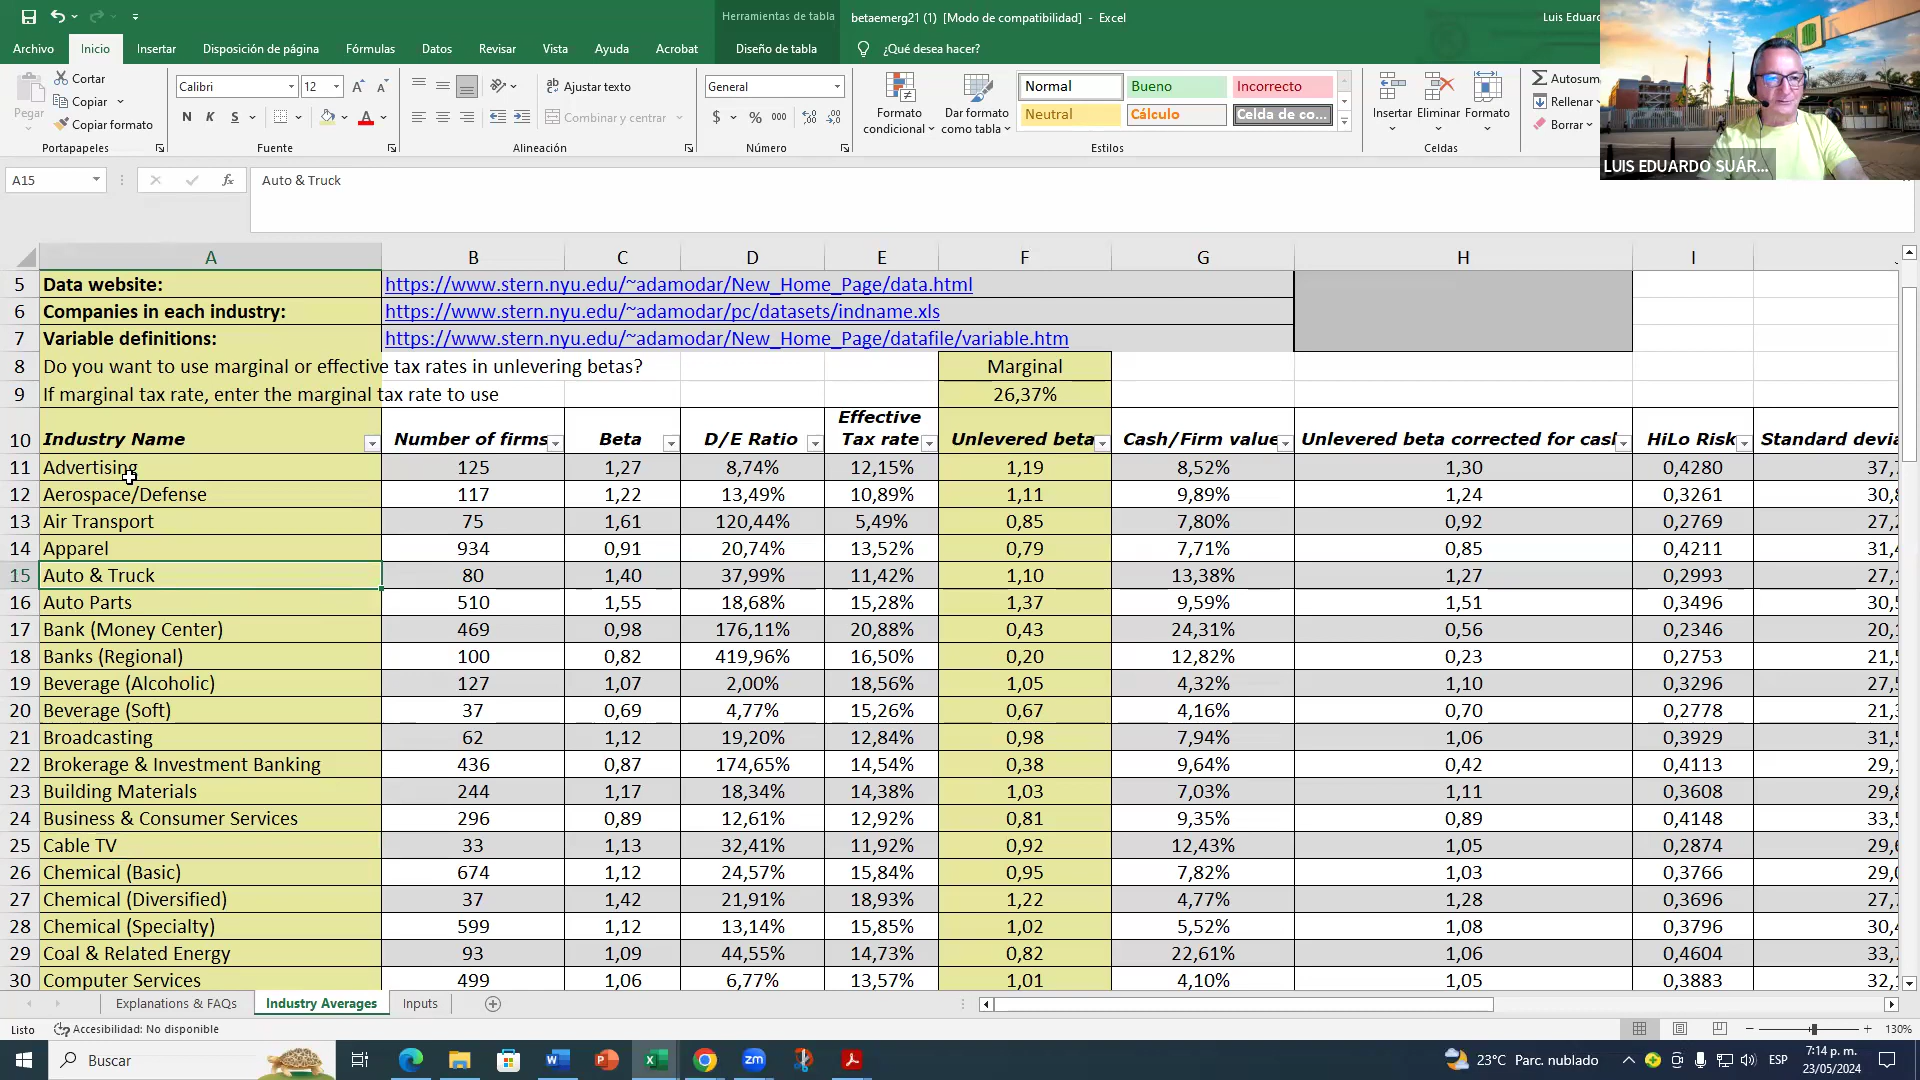 Herramientas de tabla
betaemerg21 (1) [Modo de compatibilidad] - Excel
Luis Eduar
Archivo Inicio Insertar Disposición de página Fórmulas Datos Revisar Vista Ayuda Acrobat Diseño de tabla ¿Qué desea hacer?
Pegar
Cortar
Copiar
Copiar formato
Portapapeles
Calibri 12
N K S
Fuente
Ajustar texto
Combinar y centrar
Alineación
General
$ % 000
Número
Formato condicional
Dar formato como tabla
Normal Bueno Incorrecto
Neutral Cálculo Celda de co...
Estilos
Insertar Eliminar Formato
Celdas
Autosum
Rellenar
Borrar
LUIS EDUARDO SUÁR...
A15 fx Auto & Truck
A B C D E F G H I
5 Data website: https://www.stern.nyu.edu/~adamodar/New_Home_Page/data.html
6 Companies in each industry: https://www.stern.nyu.edu/~adamodar/pc/datasets/indname.xls
7 Variable definitions: https://www.stern.nyu.edu/~adamodar/New_Home_Page/datafile/variable.htm
8 Do you want to use marginal or effective tax rates in unlevering betas? Marginal
9 If marginal tax rate, enter the marginal tax rate to use 26,37%
10 Industry Name Number of firms Beta D/E Ratio Effective Tax rate Unlevered beta Cash/Firm value Unlevered beta corrected for cas HiLo Risk Standard devia
11 Advertising 125 1,27 8,74% 12,15% 1,19 8,52% 1,30 0,4280 37,
12 Aerospace/Defense 117 1,22 13,49% 10,89% 1,11 9,89% 1,24 0,3261 30,
13 Air Transport 75 1,61 120,44% 5,49% 0,85 7,80% 0,92 0,2769 27,
14 Apparel 934 0,91 20,74% 13,52% 0,79 7,71% 0,85 0,4211 31,
15 Auto & Truck 80 1,40 37,99% 11,42% 1,10 13,38% 1,27 0,2993 27,
16 Auto Parts 510 1,55 18,68% 15,28% 1,37 9,59% 1,51 0,3496 30,
17 Bank (Money Center) 469 0,98 176,11% 20,88% 0,43 24,31% 0,56 0,2346 20,
18 Banks (Regional) 100 0,82 419,96% 16,50% 0,20 12,82% 0,23 0,2753 21,
19 Beverage (Alcoholic) 127 1,07 2,00% 18,56% 1,05 4,32% 1,10 0,3296 27,
20 Beverage (Soft) 37 0,69 4,77% 15,26% 0,67 4,16% 0,70 0,2778 21,
21 Broadcasting 62 1,12 19,20% 12,84% 0,98 7,94% 1,06 0,3929 31,
22 Brokerage & Investment Banking 436 0,87 174,65% 14,54% 0,38 9,64% 0,42 0,4113 29,
23 Building Materials 244 1,17 18,34% 14,38% 1,03 7,03% 1,11 0,3608 29,
24 Business & Consumer Services 296 0,89 12,61% 12,92% 0,81 9,35% 0,89 0,4148 33,
25 Cable TV 33 1,13 32,41% 11,92% 0,92 12,43% 1,05 0,2874 29,
26 Chemical (Basic) 674 1,12 24,57% 15,84% 0,95 7,82% 1,03 0,3766 29,
27 Chemical (Diversified) 37 1,42 21,91% 18,93% 1,22 4,77% 1,28 0,3696 27,
28 Chemical (Specialty) 599 1,12 13,14% 15,85% 1,02 5,52% 1,08 0,3796 30,
29 Coal & Related Energy 93 1,09 44,55% 14,73% 0,82 22,61% 1,06 0,4604 33,
30 Computer Services 499 1,06 6,77% 13,57% 1,01 4,10% 1,05 0,3883 32,
Explanations & FAQs Industry Averages Inputs
Listo Accesibilidad: No disponible 130%
Buscar 23°C Parc. nublado ESP 7:14 p. m.
23/05/2024